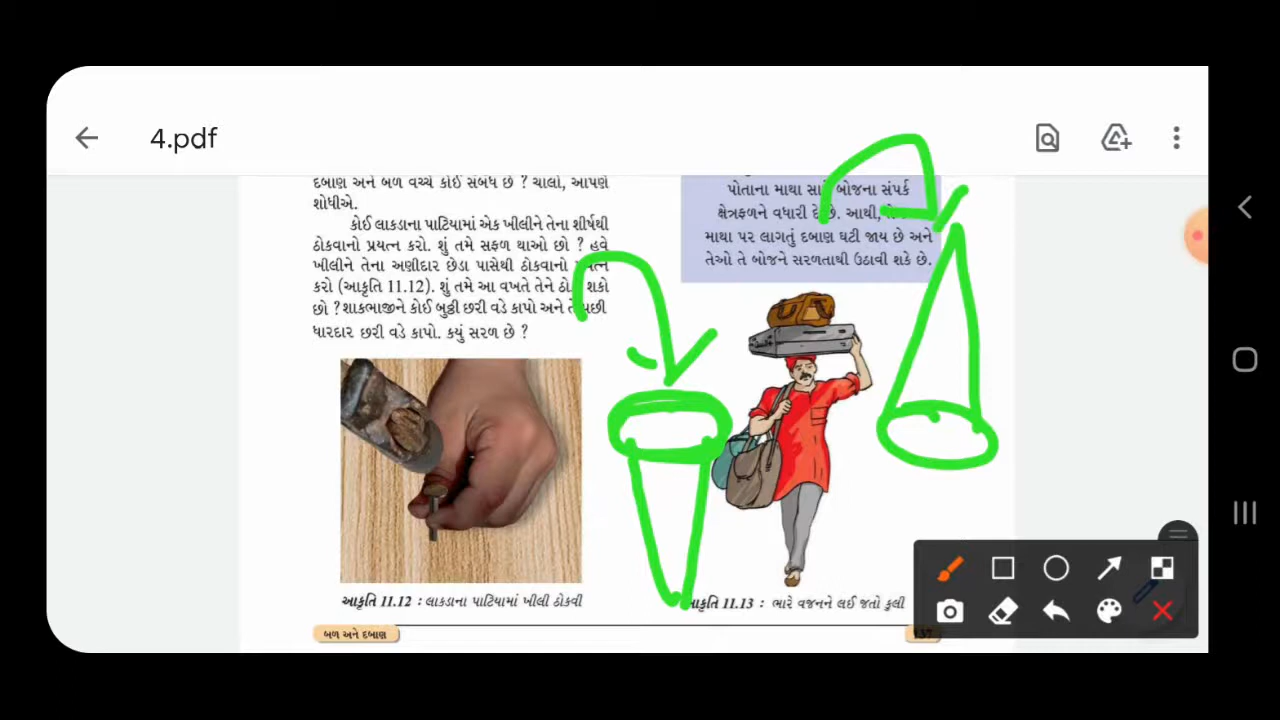 4.pdf
દબાણ અને બળ વચ્ચે કોઈ સંબંધ છે ? ચાલો, આપણે
શોધીએ.
કોઈ લાકડાના પાટિયામાં એક ખીલીને તેના શીર્ષથી
ઠોકવાનો પ્રયત્ન કરો. શું તમે સફળ થાઓ છો ? હવે
ખીલીને તેના અણીદાર છેડા પાસેથી ઠોકવાનો પ્રયત્ન
કરો (આકૃતિ 11.12). શું તમે આ વખતે તેને ઠોકી શકો
છો ? શાકભાજીને કોઈ બુઠ્ઠી છરી વડે કાપો અને તે પછી
ધારદાર છરી વડે કાપો. કયું સરળ છે ?
આકૃતિ 11.12 : લાકડાના પાટિયામાં ખીલી ઠોકવી
બળ અને દબાણ
પોતાના માથા સાથે બોજના સંપર્ક
ક્ષેત્રફળને વધારી દે છે. આથી,
માથા પર લાગતું દબાણ ઘટી જાય છે અને
તેઓ તે બોજને સરળતાથી ઉઠાવી શકે છે.
આકૃતિ 11.13 : ભારે વજનને લઈ જતો કુલી